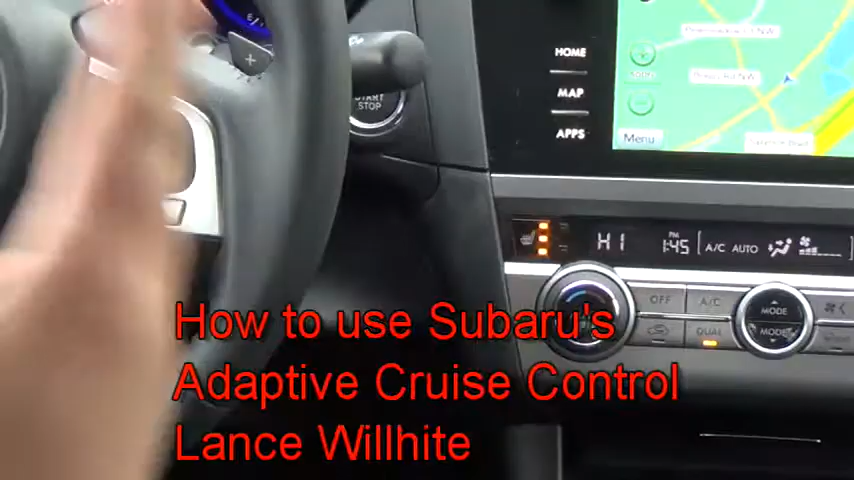 HOME
MAP
APPS
Menu
START
STOP
HI
PM
1:45
A/C AUTO
OFF
A/C
DUAL
MODE
MODE
How to use Subaru's
Adaptive Cruise Control
Lance Willhite